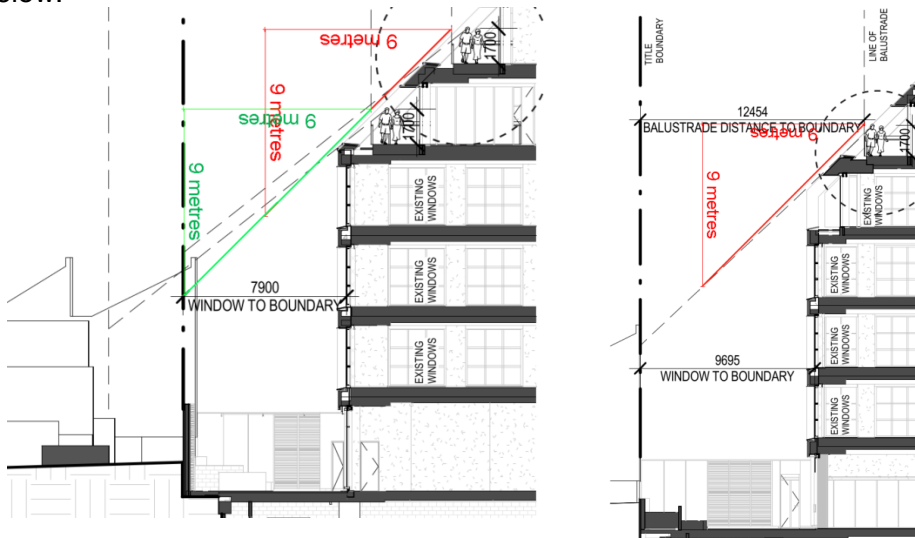 9 metres
1700
9 metres
9 metres
1700
9 metres
EXISTING
WINDOWS
EXISTING
WINDOWS
7900
WINDOW TO BOUNDARY
EXISTING
WINDOWS
TITLE
BOUNDARY
LINE OF
BALUSTRADE
12454
BALUSTRADE DISTANCE TO BOUNDARY
9 metres
1700
9 metres
EXISTING
WINDOWS
EXISTING
WINDOWS
EXISTING
WINDOWS
9695
WINDOW TO BOUNDARY
EXISTING
WINDOWS